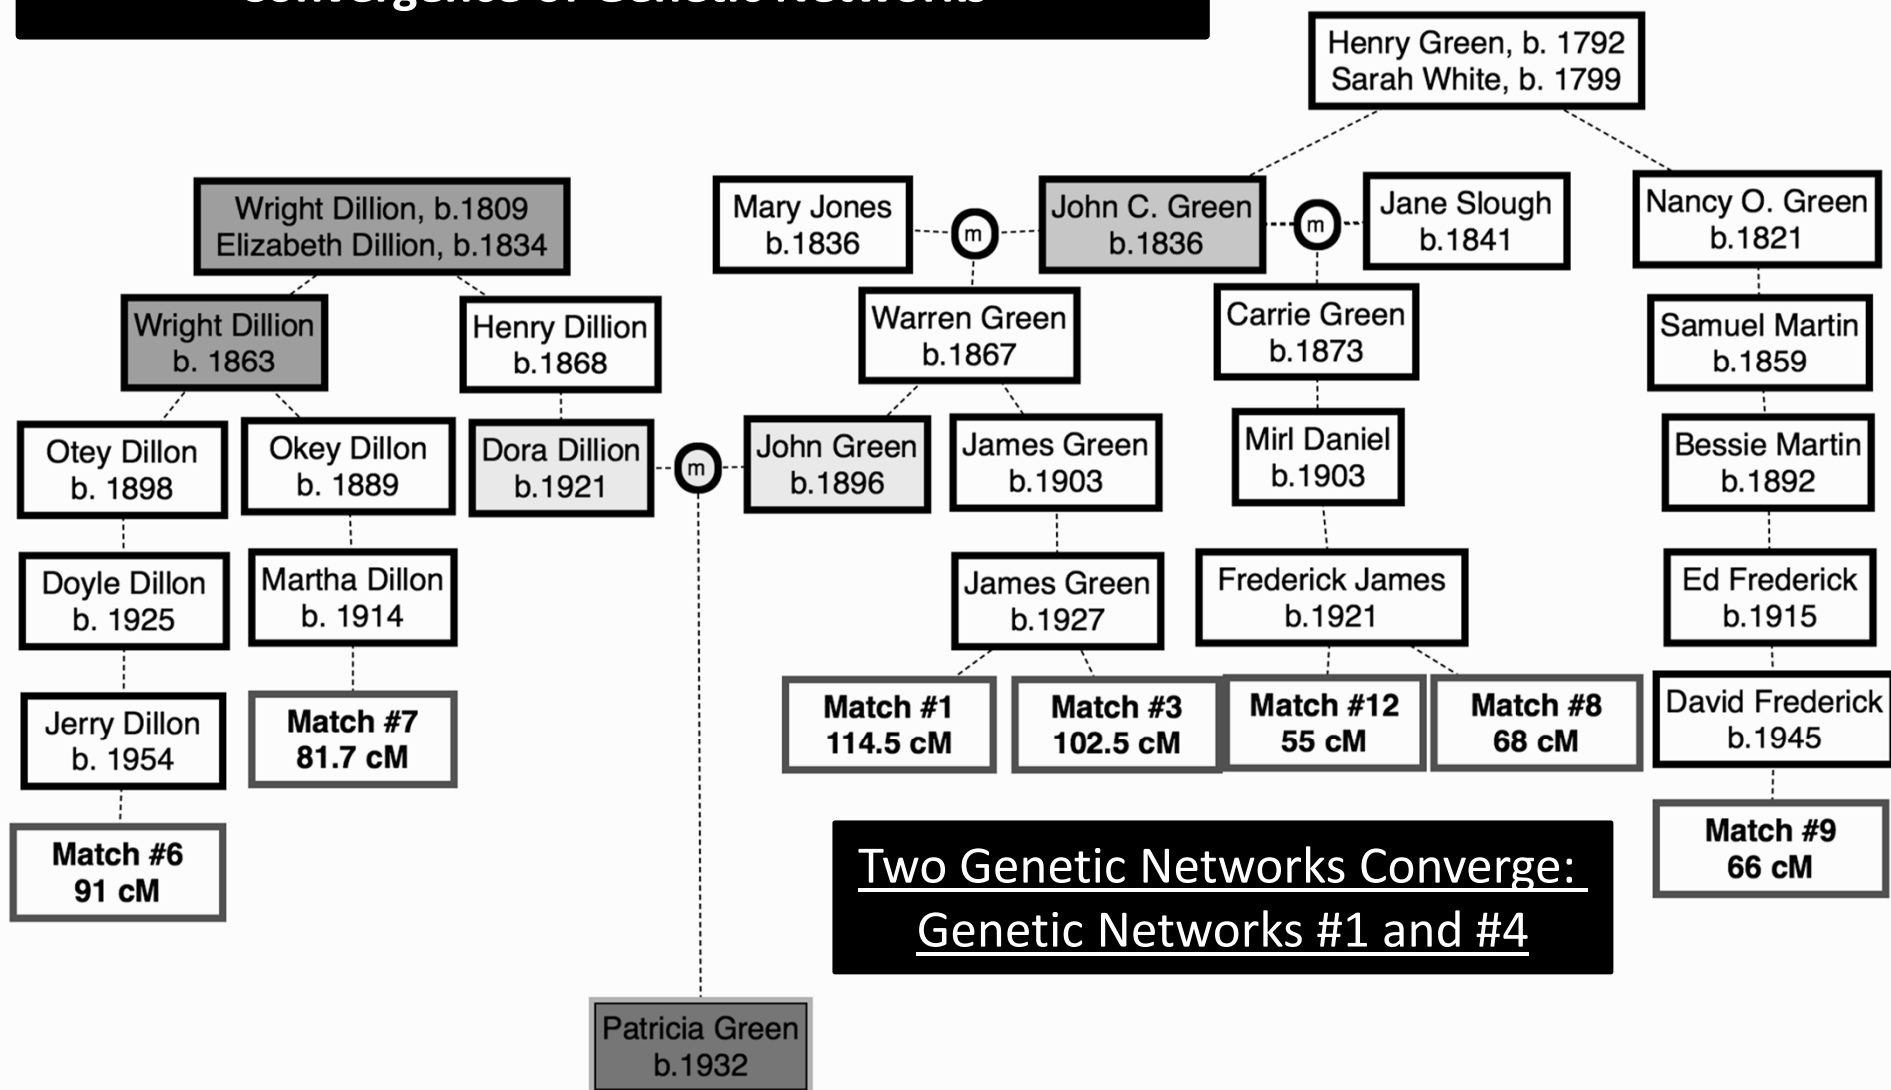 Convergence of Genetic Networks
Henry Green, b. 1792
Sarah White, b. 1799
Wright Dillion, b.1809
Elizabeth Dillion, b.1834
Mary Jones
b.1836
m
John C. Green
b.1836
m
Jane Slough
b.1841
Nancy O. Green
b.1821
Wright Dillion
b. 1863
Henry Dillion
b.1868
Warren Green
b.1867
Carrie Green
b.1873
Samuel Martin
b.1859
Otey Dillon
b. 1898
Okey Dillon
b. 1889
Dora Dillion
b.1921
m
John Green
b.1896
James Green
b.1903
Mirl Daniel
b.1903
Bessie Martin
b.1892
Doyle Dillon
b. 1925
Martha Dillon
b. 1914
James Green
b.1927
Frederick James
b.1921
Ed Frederick
b.1915
Jerry Dillon
b. 1954
Match #7
81.7 cM
Match #1
114.5 cM
Match #3
102.5 cM
Match #12
55 cM
Match #8
68 cM
David Frederick
b.1945
Match #6
91 cM
Match #9
66 cM
Two Genetic Networks Converge:
Genetic Networks #1 and #4
Patricia Green
b.1932